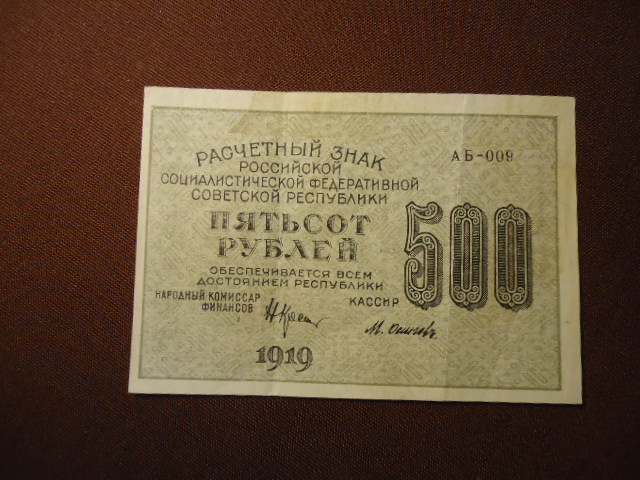 РАСЧЕТНЫЙ ЗНАК
АБ-009
РОССИЙСКОЙ
СОЦИАЛИСТИЧЕСКОЙ ФЕДЕРАТИВНОЙ
СОВЕТСКОЙ РЕСПУБЛИКИ
ПЯТЬСОТ
РУБЛЕЙ
500
ОБЕСПЕЧИВАЕТСЯ ВСЕМ
ДОСТОЯНИЕМ РЕСПУБЛИКИ
НАРОДНЫЙ КОМИССАР
ФИНАНСОВ
КАССИР
1919